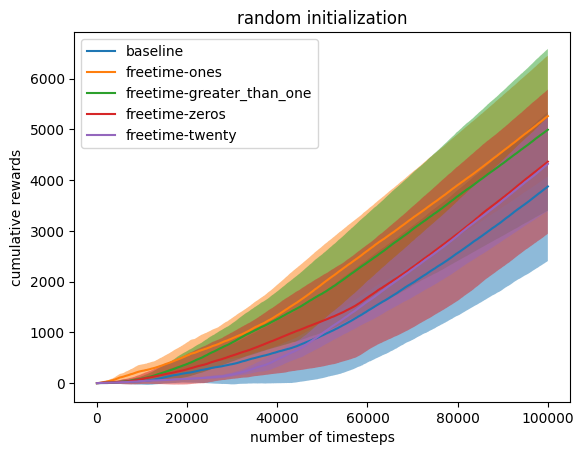 random initialization
baseline
freetime-ones
freetime-greater_than_one
freetime-zeros
freetime-twenty
cumulative rewards
6000
5000
4000
3000
2000
1000
0
0 20000 40000 60000 80000 100000
number of timesteps